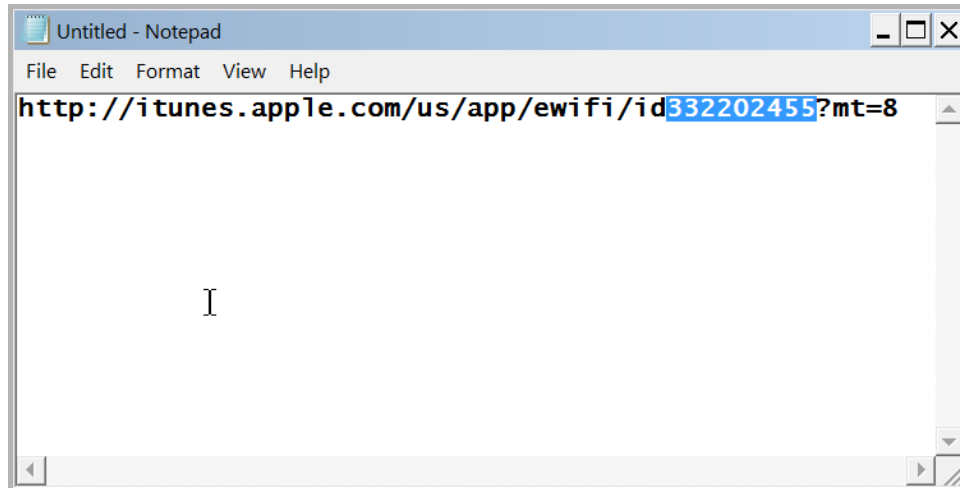 Untitled - Notepad
File Edit Format View Help
http://itunes.apple.com/us/app/ewifi/id332202455?mt=8